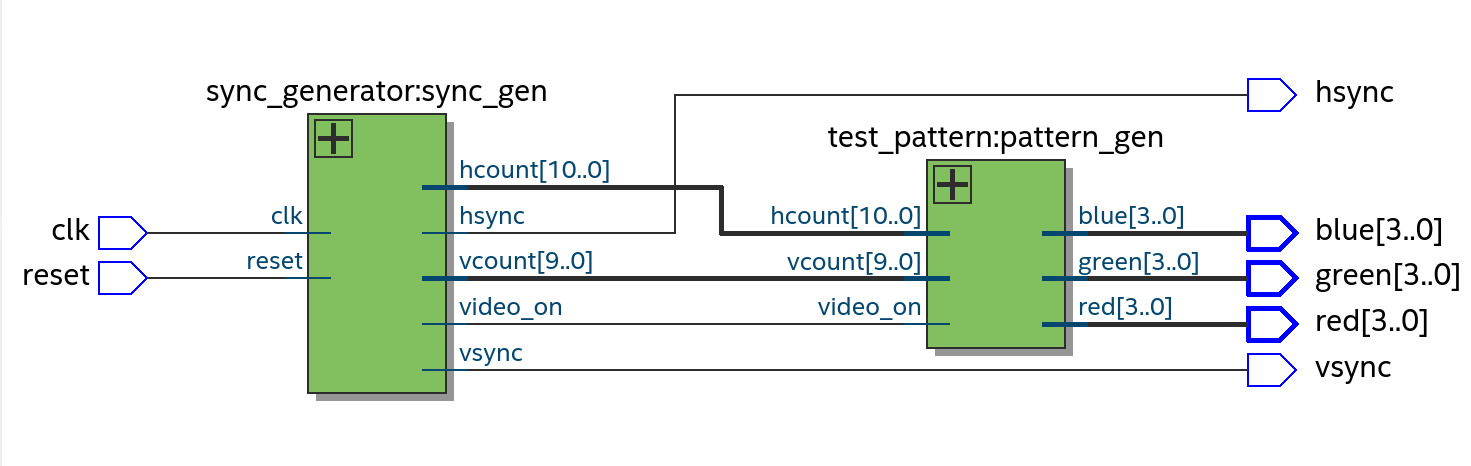 sync_generator:sync_gen
hsync
test_pattern:pattern_gen
hcount[10..0]
clk
clk
hsync
hcount[10..0]
blue[3..0]
blue[3..0]
reset
reset
vcount[9..0]
vcount[9..0]
green[3..0]
green[3..0]
video_on
video_on
red[3..0]
red[3..0]
vsync
vsync